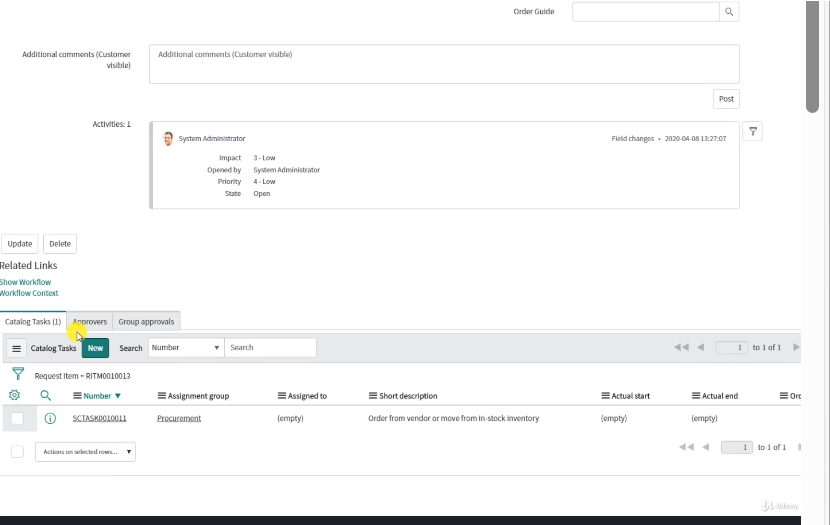 Order Guide
Additional comments (Customer visible)
Additional comments (Customer visible)
Post
Activities: 1
System Administrator
Field changes • 2020-04-08 13:27:07
Impact 3 - Low
Opened by System Administrator
Priority 4 - Low
State Open
Update Delete
Related Links
Show Workflow
Workflow Context
Catalog Tasks (1) Approvers Group approvals
Catalog Tasks New Search Number Search 1 to 1 of 1
Request item = RITM0010013
Number Assignment group Assigned to Short description Actual start Actual end
SCTASK0010011 Procurement (empty) Order from vendor or move from in-stock inventory (empty) (empty)
Actions on selected rows... 1 to 1 of 1
Udemy